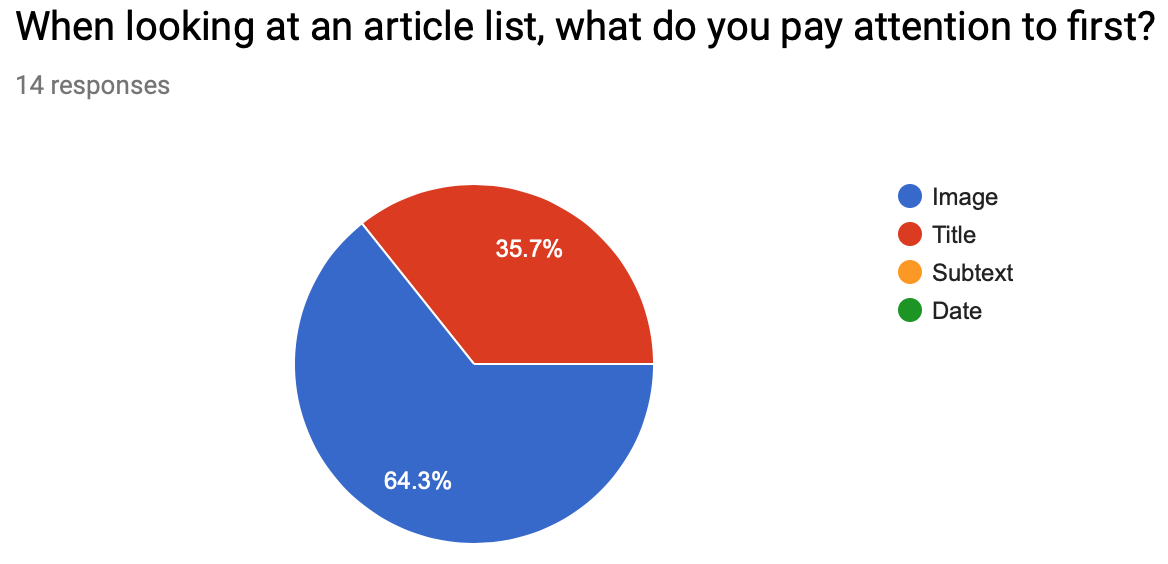 When looking at an article list, what do you pay attention to first?
14 responses
Image
Title
Subtext
Date
35.7%
64.3%